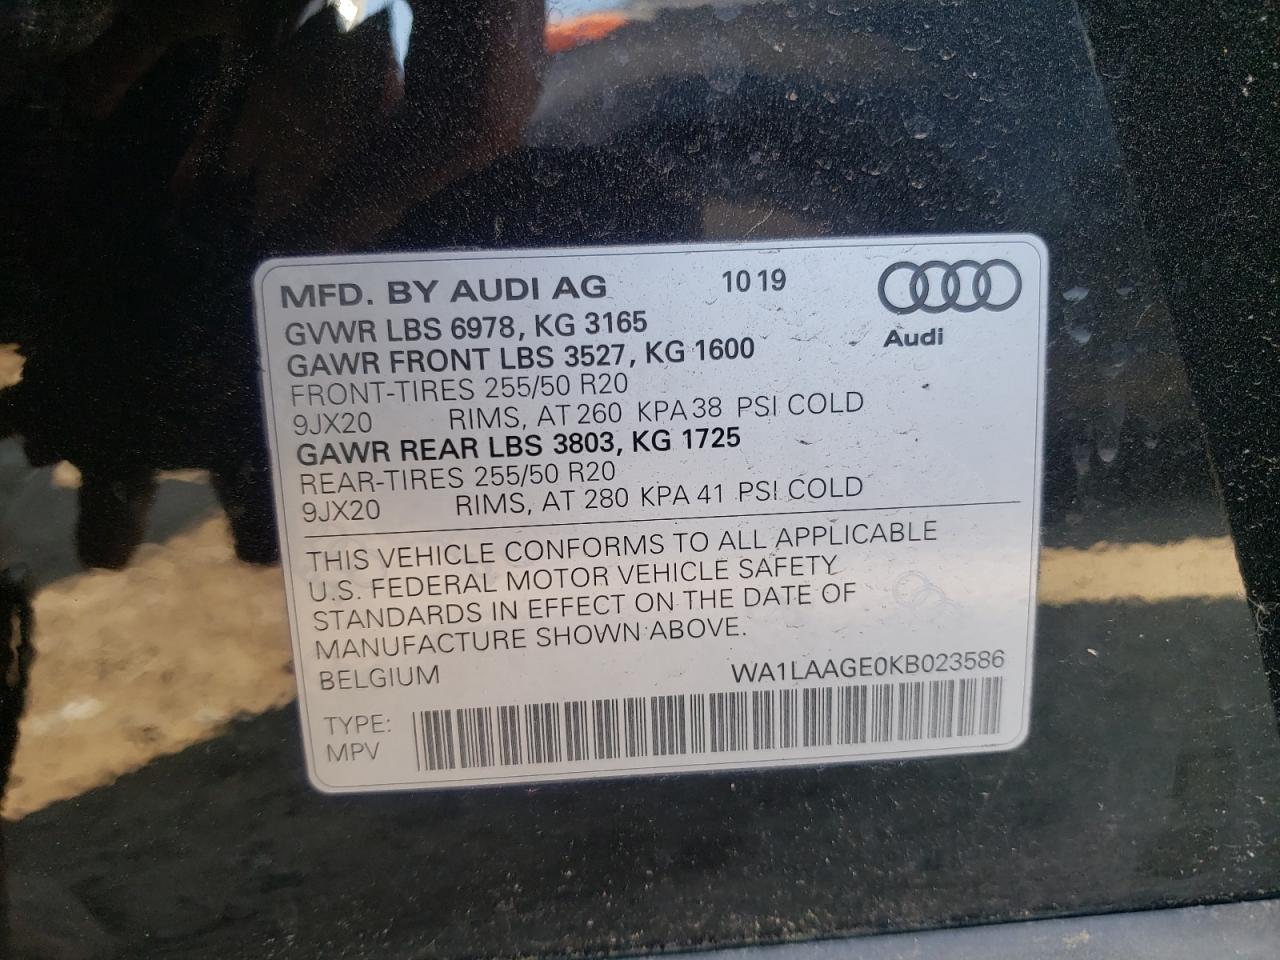 MFD. BY AUDI AG 10 19
GVWR LBS 6978, KG 3165
Audi
GAWR FRONT LBS 3527, KG 1600
FRONT-TIRES 255/50 R20
9JX20 RIMS, AT 260 KPA 38 PSI COLD
GAWR REAR LBS 3803, KG 1725
REAR-TIRES 255/50 R20
9JX20 RIMS, AT 280 KPA 41 PSI COLD
THIS VEHICLE CONFORMS TO ALL APPLICABLE
U.S. FEDERAL MOTOR VEHICLE SAFETY
STANDARDS IN EFFECT ON THE DATE OF
MANUFACTURE SHOWN ABOVE.
BELGIUM WA1LAAGE0KB023586
TYPE:
MPV